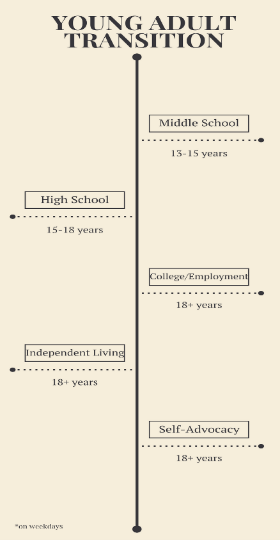 YOUNG ADULT
TRANSITION
Middle School
13-15 years
High School
15-18 years
College/Employment
18+ years
Independent Living
18+ years
Self-Advocacy
18+ years
*on weekdays